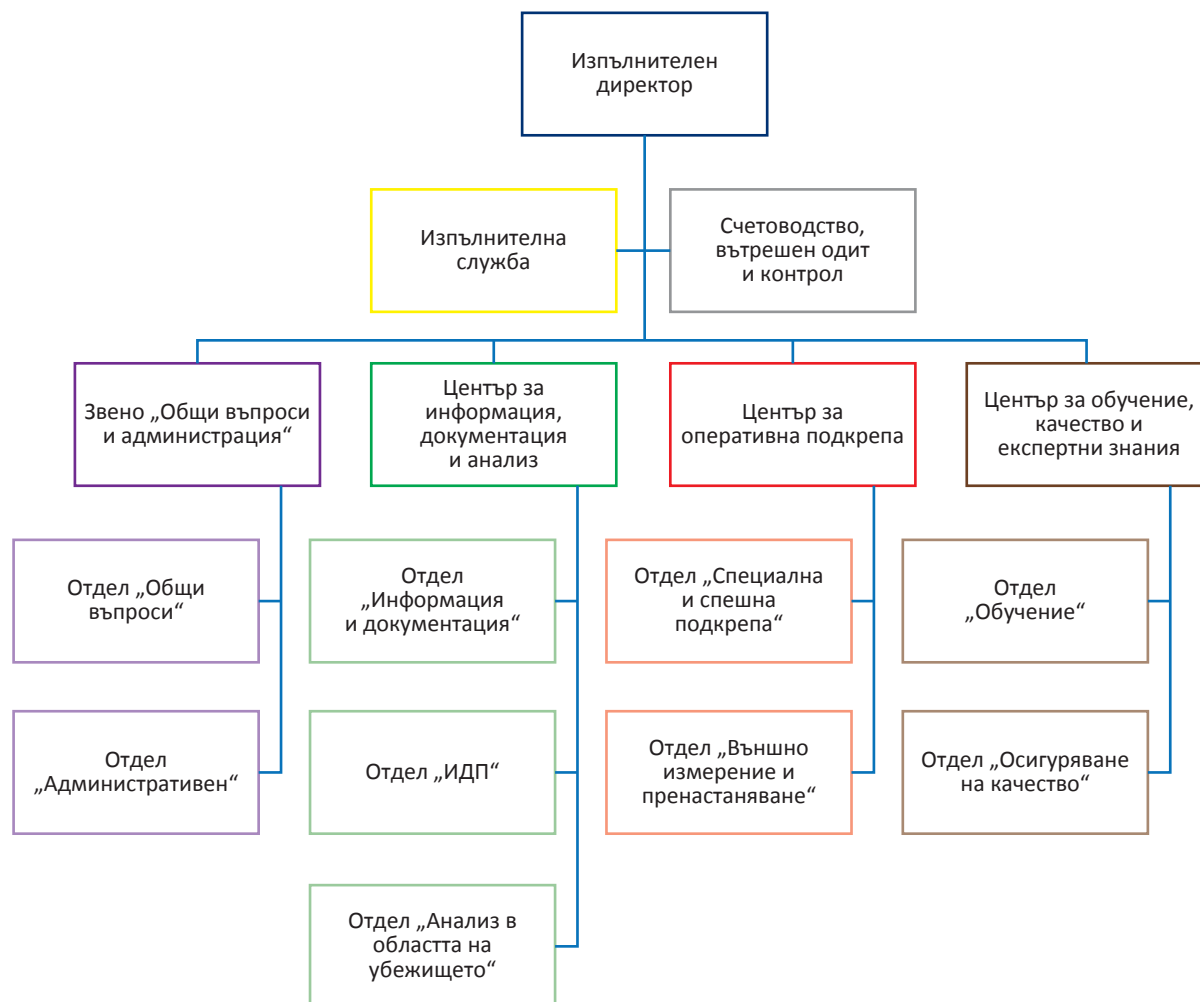 Изпълнителен
директор
Изпълнителна
служба
Счетоводство,
вътрешен одит
и контрол
Звено „Общи въпроси
и администрация“
Център за
информация,
документация
и анализ
Център за
оперативна подкрепа
Център за обучение,
качество и
експертни знания
Отдел „Общи
въпроси“
Отдел
„Информация
и документация“
Отдел „Специална
и спешна
подкрепа“
Отдел
„Обучение“
Отдел
„Административен“
Отдел „ИДП“
Отдел „Външно
измерение и
пренастаняване“
Отдел „Осигуряване
на качество“
Отдел „Анализ в
областта на
убежището“